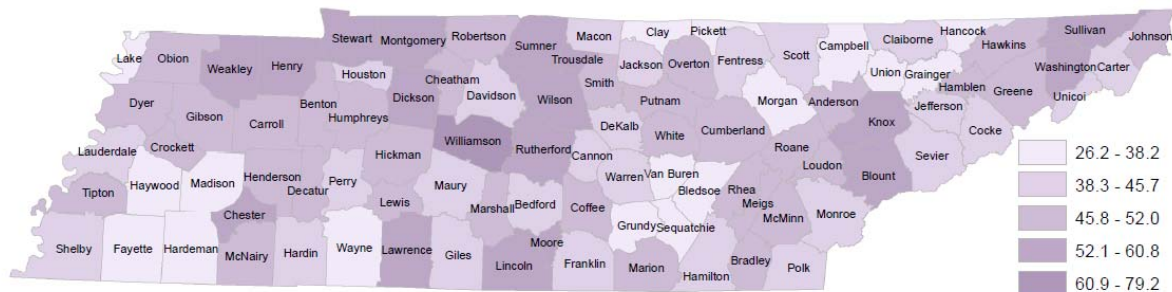 Lake
Obion
Weakley
Henry
Stewart
Montgomery
Robertson
Sumner
Macon
Clay
Pickett
Trousdale
Houston
Cheatham
Dickson
Davidson
Wilson
Smith
Jackson
Overton
Fentress
Scott
Campbell
Claiborne
Hancock
Hawkins
Sullivan
Johnson
Washington
Carter
Unicoi
Greene
Hamblen
Grainger
Union
Jefferson
Cocke
Sevier
Knox
Anderson
Morgan
Dyer
Gibson
Crockett
Carroll
Benton
Humphreys
Hickman
Williamson
Rutherford
Cannon
DeKalb
Putnam
White
Cumberland
Roane
Loudon
Blount
Lauderdale
Tipton
Haywood
Madison
Henderson
Decatur
Perry
Lewis
Maury
Marshall
Bedford
Coffee
Warren
Van Buren
Bledsoe
Rhea
Meigs
McMinn
Monroe
Shelby
Fayette
Hardeman
Chester
McNairy
Hardin
Wayne
Lawrence
Giles
Lincoln
Moore
Franklin
Grundy
Sequatchie
Marion
Hamilton
Bradley
Polk
26.2 - 38.2
38.3 - 45.7
45.8 - 52.0
52.1 - 60.8
60.9 - 79.2